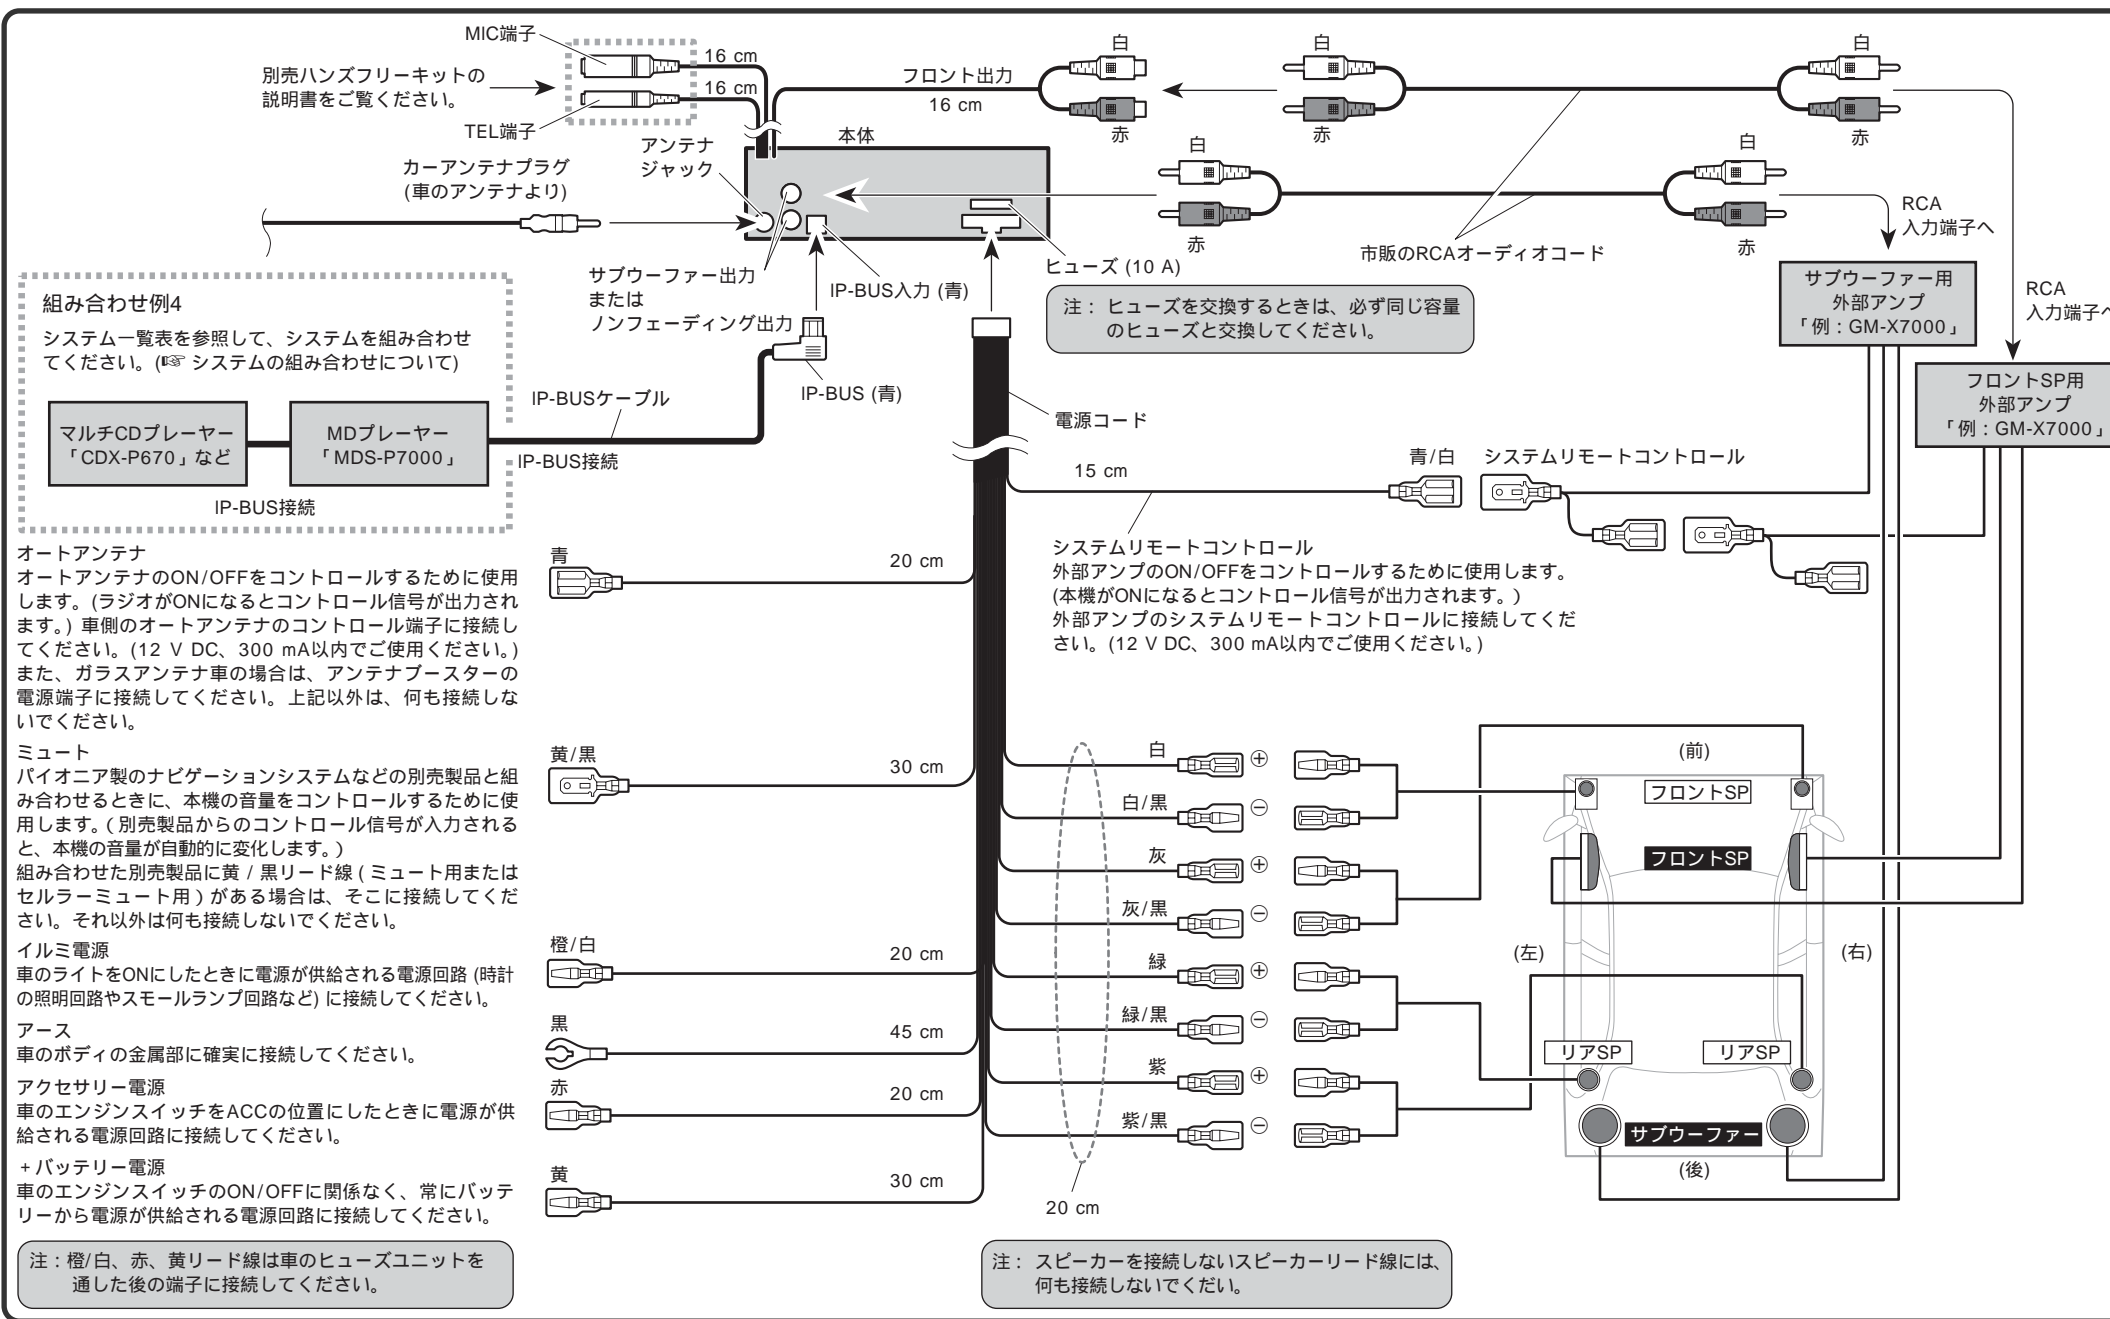 MIC端子
別売ハンズフリーキットの
説明書をご覧ください。
TEL端子
16 cm
16 cm
フロント出力
16 cm
白
赤
白
赤
白
赤
本体
アンテナ
ジャック
カーアンテナプラグ
(車のアンテナより)
白
赤
白
赤
RCA
入力端子へ
市販のRCAオーディオコード
ヒューズ (10 A)
サブウーファー出力
または
ノンフェーディング出力
IP-BUS入力 (青)
注： ヒューズを交換するときは、必ず同じ容量
のヒューズと交換してください。
サブウーファー用
外部アンプ
「例：GM-X7000」
RCA
入力端子へ
フロントSP用
外部アンプ
「例：GM-X7000」
組み合わせ例4
システム一覧表を参照して、システムを組み合わせ
てください。(☞ システムの組み合わせについて)
マルチCDプレーヤー
「CDX-P670」など
MDプレーヤー
「MDS-P7000」
IP-BUS接続
IP-BUSケーブル
IP-BUS接続
IP-BUS (青)
電源コード
15 cm
青/白
システムリモートコントロール
システムリモートコントロール
外部アンプのON/OFFをコントロールするために使用します。
(本機がONになるとコントロール信号が出力されます。)
外部アンプのシステムリモートコントロールに接続してくだ
さい。(12 V DC、300 mA以内でご使用ください。)
オートアンテナ
オートアンテナのON/OFFをコントロールするために使用
します。(ラジオがONになるとコントロール信号が出力され
ます。) 車側のオートアンテナのコントロール端子に接続し
てください。(12 V DC、300 mA以内でご使用ください。)
また、ガラスアンテナ車の場合は、アンテナブースターの
電源端子に接続してください。上記以外は、何も接続しな
いでください。
青
20 cm
ミュート
パイオニア製のナビゲーションシステムなどの別売製品と組
み合わせるときに、本機の音量をコントロールするために使
用します。(別売製品からのコントロール信号が入力される
と、本機の音量が自動的に変化します。)
組み合わせた別売製品に黄 / 黒リード線 ( ミュート用または
セルラーミュート用 ) がある場合は、そこに接続してくだ
さい。それ以外は何も接続しないでください。
黄/黒
30 cm
イルミ電源
車のライトをONにしたときに電源が供給される電源回路 (時計
の照明回路やスモールランプ回路など) に接続してください。
橙/白
20 cm
アース
車のボディの金属部に確実に接続してください。
黒
45 cm
アクセサリー電源
車のエンジンスイッチをACCの位置にしたときに電源が供
給される電源回路に接続してください。
赤
20 cm
+ バッテリー電源
車のエンジンスイッチのON/OFFに関係なく、常にバッテ
リーから電源が供給される電源回路に接続してください。
黄
30 cm
注：橙/白、赤、黄リード線は車のヒューズユニットを
通した後の端子に接続してください。
白 ⊕
白/黒 ⊖
灰 ⊕
灰/黒 ⊖
緑 ⊕
緑/黒 ⊖
紫 ⊕
紫/黒 ⊖
20 cm
(前)
フロントSP
フロントSP
(左)
(右)
リアSP
リアSP
サブウーファー
(後)
注： スピーカーを接続しないスピーカーリード線には、
何も接続しないでくだい。